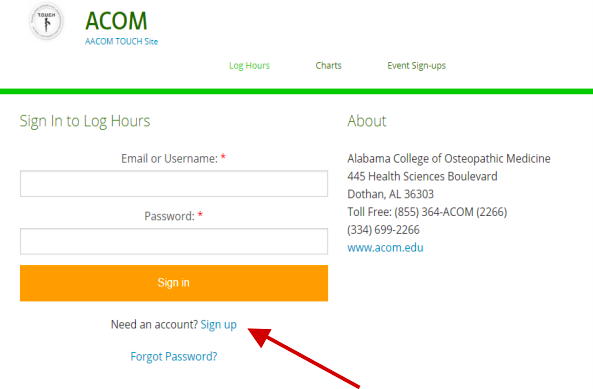 TOUCH
ACOM
AACOM TOUCH Site
Log Hours Charts Event Sign-ups
Sign In to Log Hours
Email or Username: *
Password: *
Sign in
Need an account? Sign up
Forgot Password?
About
Alabama College of Osteopathic Medicine
445 Health Sciences Boulevard
Dothan, AL 36303
Toll Free: (855) 364-ACOM (2266)
(334) 699-2266
www.acom.edu